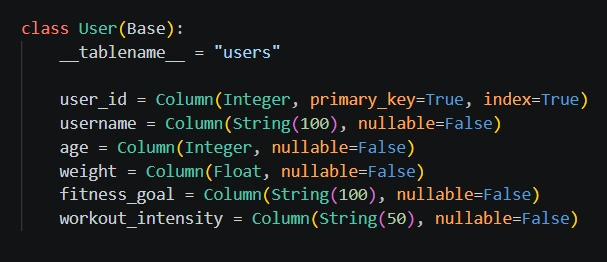 class User(Base):
    __tablename__ = "users"

    user_id = Column(Integer, primary_key=True, index=True)
    username = Column(String(100), nullable=False)
    age = Column(Integer, nullable=False)
    weight = Column(Float, nullable=False)
    fitness_goal = Column(String(100), nullable=False)
    workout_intensity = Column(String(50), nullable=False)